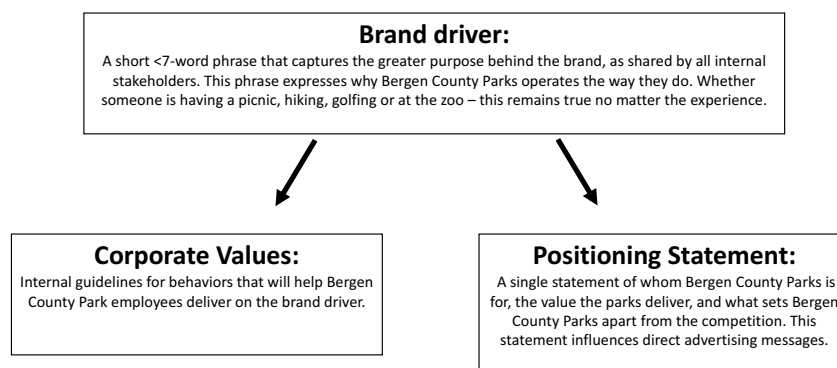 Brand driver:
A short <7-word phrase that captures the greater purpose behind the brand, as shared by all internal
stakeholders. This phrase expresses why Bergen County Parks operates the way they do. Whether
someone is having a picnic, hiking, golfing or at the zoo – this remains true no matter the experience.
Corporate Values:
Internal guidelines for behaviors that will help Bergen
County Park employees deliver on the brand driver.
Positioning Statement:
A single statement of whom Bergen County Parks is
for, the value the parks deliver, and what sets Bergen
County Parks apart from the competition. This
statement influences direct advertising messages.